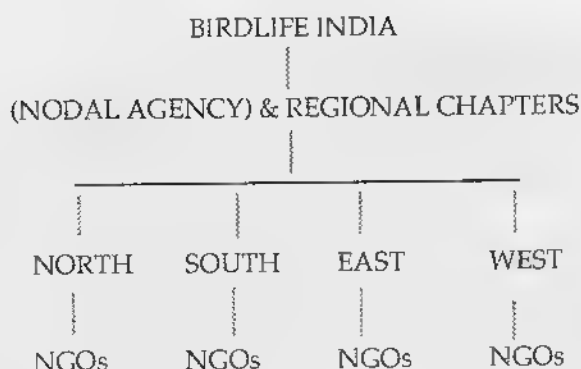 BIRDLIFE INDIA
(NODAL AGENCY) & REGIONAL CHAPTERS
NORTH SOUTH EAST WEST
NGOs NGOs NGOs NGOs